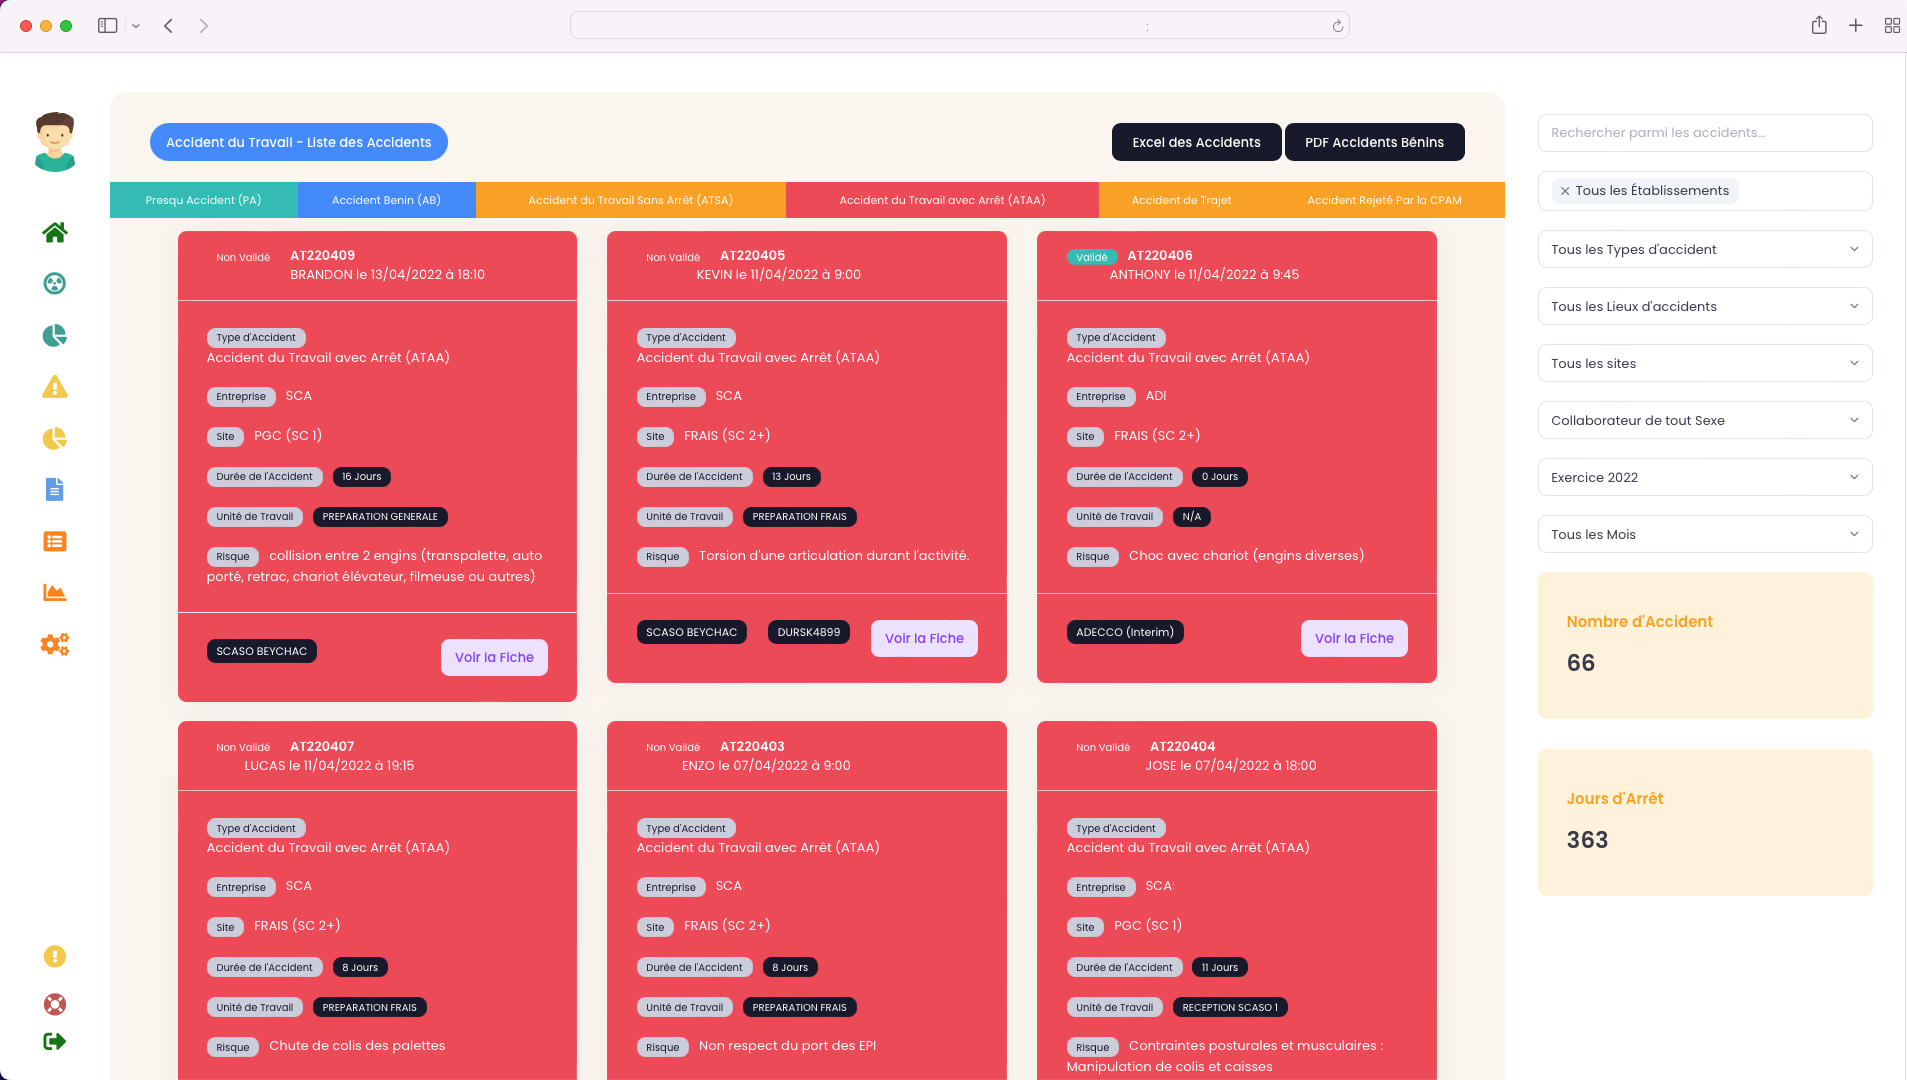 Accident du Travail - Liste des Accidents
Excel des Accidents
PDF Accidents Bénins
Presqu Accident (PA)
Accident Benin (AB)
Accident du Travail Sans Arrêt (ATSA)
Accident du Travail avec Arrêt (ATAA)
Accident de Trajet
Accident Rejeté Par la CPAM
Non Validé AT220409
BRANDON le 13/04/2022 à 18:10
Type d'Accident
Accident du Travail avec Arrêt (ATAA)
Entreprise SCA
Site PGC (SC 1)
Durée de l'Accident 16 Jours
Unité de Travail PREPARATION GENERALE
Risque collision entre 2 engins (transpalette, auto
porté, retrac, chariot élévateur, filmeuse ou autres)
SCASO BEYCHAC
Voir la Fiche
Non Validé AT220405
KEVIN le 11/04/2022 à 9:00
Type d'Accident
Accident du Travail avec Arrêt (ATAA)
Entreprise SCA
Site FRAIS (SC 2+)
Durée de l'Accident 13 Jours
Unité de Travail PREPARATION FRAIS
Risque Torsion d'une articulation durant l'activité.
SCASO BEYCHAC DURSK4899 Voir la Fiche
Validé AT220406
ANTHONY le 11/04/2022 à 9:45
Type d'Accident
Accident du Travail avec Arrêt (ATAA)
Entreprise ADI
Site FRAIS (SC 2+)
Durée de l'Accident 0 Jours
Unité de Travail N/A
Risque Choc avec chariot (engins diverses)
ADECCO (Interim) Voir la Fiche
Non Validé AT220407
LUCAS le 11/04/2022 à 19:15
Type d'Accident
Accident du Travail avec Arrêt (ATAA)
Entreprise SCA
Site FRAIS (SC 2+)
Durée de l'Accident 8 Jours
Unité de Travail PREPARATION FRAIS
Risque Chute de colis des palettes
Non Validé AT220403
ENZO le 07/04/2022 à 9:00
Type d'Accident
Accident du Travail avec Arrêt (ATAA)
Entreprise SCA
Site FRAIS (SC 2+)
Durée de l'Accident 8 Jours
Unité de Travail PREPARATION FRAIS
Risque Non respect du port des EPI
Non Validé AT220404
JOSE le 07/04/2022 à 18:00
Type d'Accident
Accident du Travail avec Arrêt (ATAA)
Entreprise SCA
Site PGC (SC 1)
Durée de l'Accident 11 Jours
Unité de Travail RECEPTION SCASO 1
Risque Contraintes posturales et musculaires :
Manipulation de colis et caisses
Rechercher parmi les accidents...
× Tous les Établissements
Tous les Types d'accident
Tous les Lieux d'accidents
Tous les sites
Collaborateur de tout Sexe
Exercice 2022
Tous les Mois
Nombre d'Accident
66
Jours d'Arrêt
363